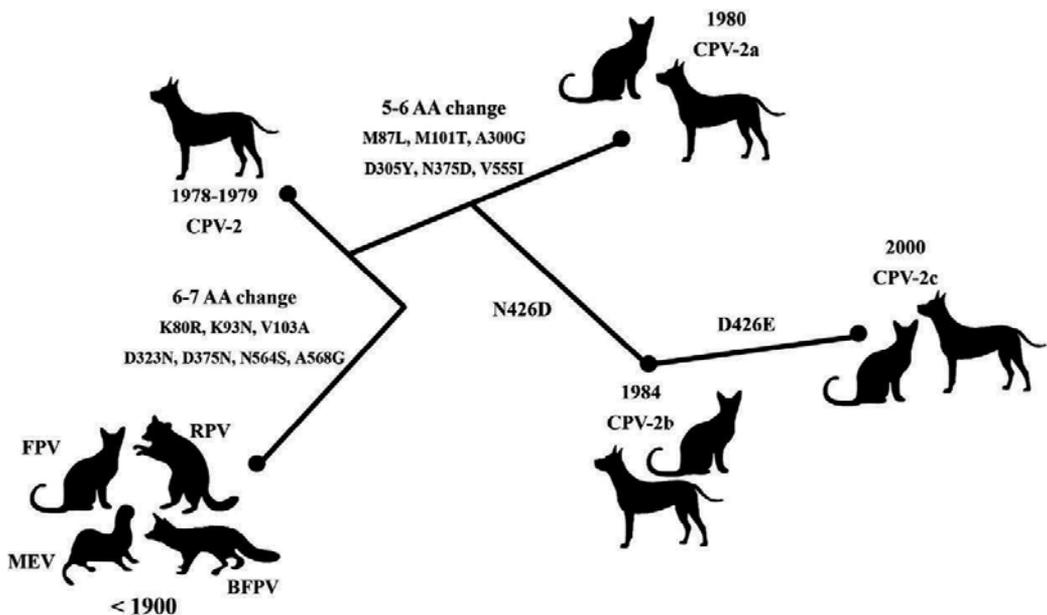 1980
CPV-2a
5-6 AA change
M87L, M101T, A300G
D305Y, N375D, V555I
1978-1979
CPV-2
2000
CPV-2c
6-7 AA change
K80R, K93N, V103A
D323N, D375N, N564S, A568G
N426D
D426E
1984
CPV-2b
FPV
RPV
MEV
BFPV
< 1900